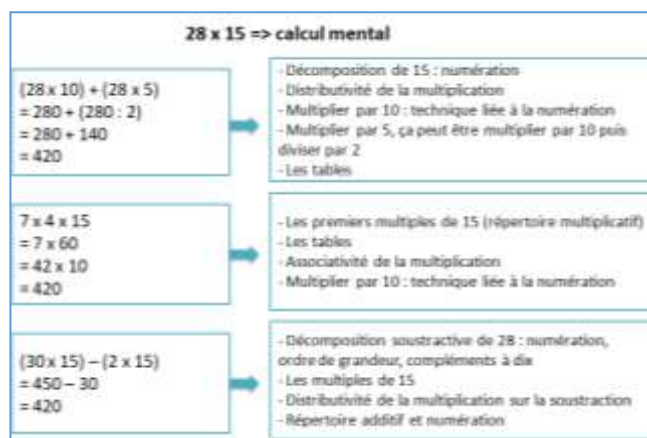 28 x 15 => calcul mental
(28 x 10) + (28 x 5)
= 280 + (280 : 2)
= 280 + 140
= 420
- Décomposition de 15 : numération
- Distributivité de la multiplication
- Multiplier par 10 : technique liée à la numération
- Multiplier par 5, ça peut être multiplier par 10 puis
diviser par 2
- Les tables
7 x 4 x 15
= 7 x 60
= 42 x 10
= 420
- Les premiers multiples de 15 (répertoire multiplicatif)
- Les tables
- Associativité de la multiplication
- Multiplier par 10 : technique liée à la numération
(30 x 15) – (2 x 15)
= 450 – 30
= 420
- Décomposition soustractive de 28 : numération,
ordre de grandeur, compléments à dix
- Les multiples de 15
- Distributivité de la multiplication sur la soustraction
- Répertoire additif et numération